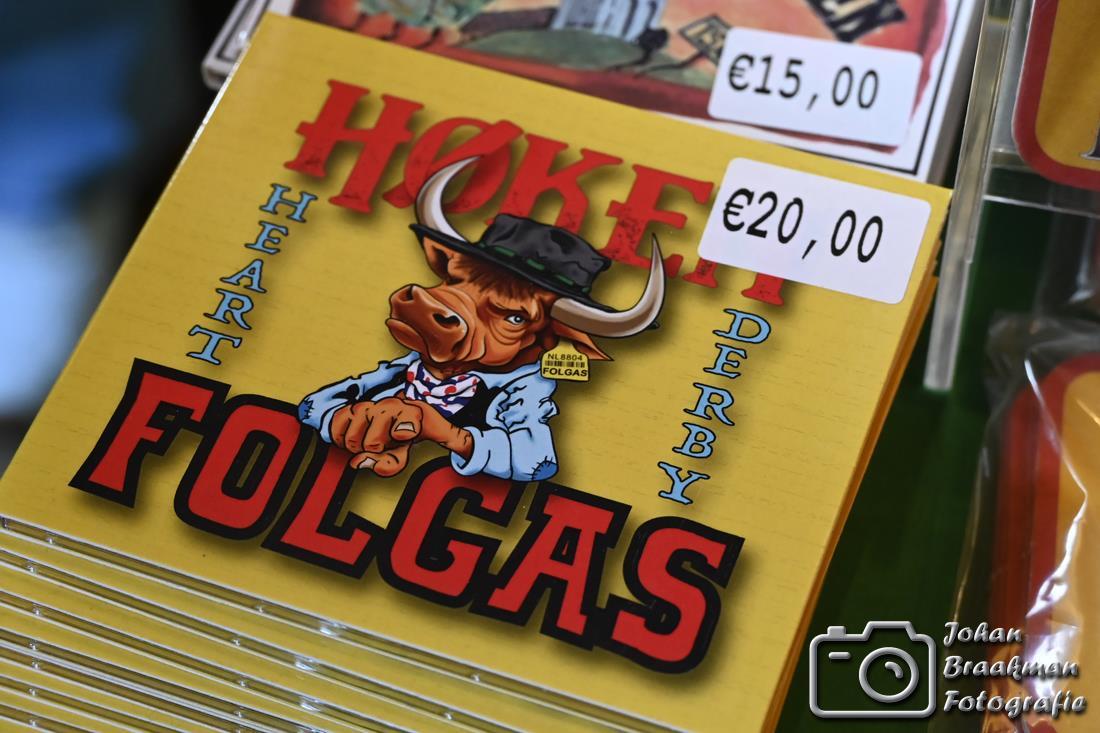 €15,00
€20,00
HØKEN
HEART
DERBY
NL8804
FOLGAS
FOLGAS
Johan
Braakman
Fotografie